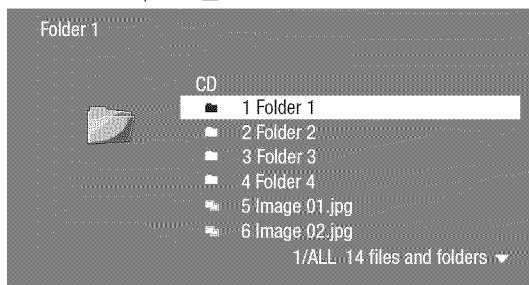 Folder 1
CD
1 Folder 1
2 Folder 2
3 Folder 3
4 Folder 4
5 Image 01.jpg
6 Image 02.jpg
1/ALL 14 files and folders